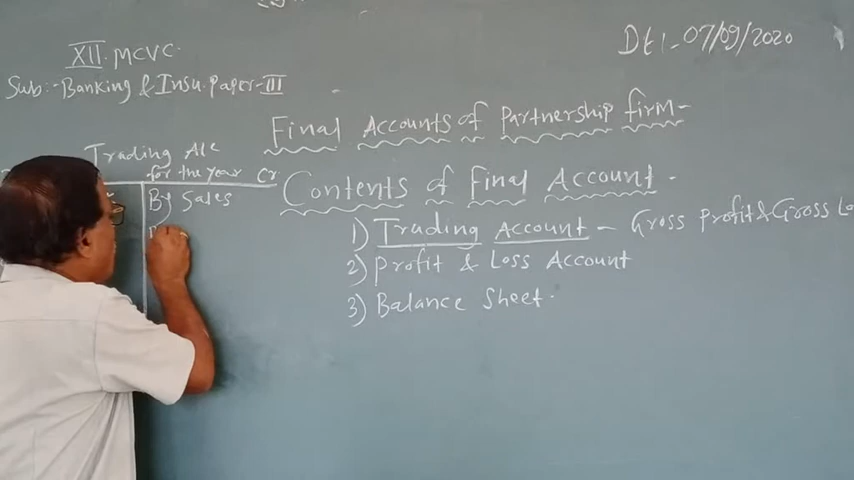 Dt:- 07/09/2020
XII. MCVC.
Sub:- Banking & Insu. Paper-III
Final Accounts of Partnership firm-
Trading A/c
for the year Cr.
By Sales
Contents of Final Account.
1) Trading Account - Gross Profit & Gross Lo
2) Profit & Loss Account
3) Balance Sheet.